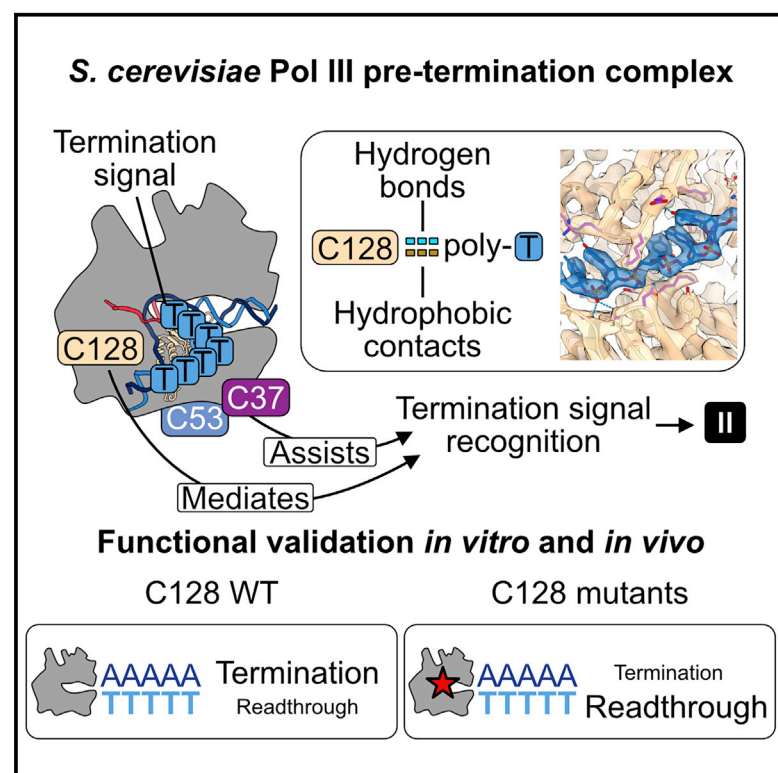 S. cerevisiae Pol III pre-termination complex
Termination
signal
C128
T
T
T
T
T
T
T
T
C37
C53
Hydrogen
bonds
C128 poly-T
Hydrophobic
contacts
Assists
Mediates
Termination signal
recognition
Functional validation in vitro and in vivo
C128 WT
C128 mutants
AAAAA
TTTTT
Termination
Readthrough
AAAAA
TTTTT
Termination
Readthrough